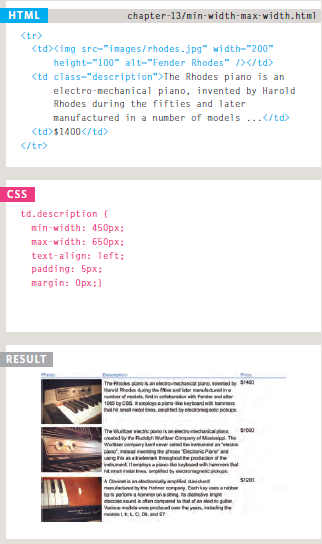 HTML chapter-13/min-width-max-width.html
<tr>
<td><img src="images/rhodes.jpg" width="200"
height="100" alt="Fender Rhodes" /></td>
<td class="description">The Rhodes piano is an
electro-mechanical piano, invented by Harold
Rhodes during the fifties and later
manufactured in a number of models ...</td>
<td>$1400</td>
</tr>
CSS
td.description {
min-width: 450px;
max-width: 650px;
text-align: left;
padding: 5px;
margin: 0px;}
RESULT
Photo Description Price
The Rhodes piano is an electro-mechanical piano, invented by $1400
Harold Rhodes during the fifties and later manufactured in a
number of models, first in collaboration with Fender and after
1965 by CBS. It employs a piano-like keyboard with hammers
that hit small metal tines, amplified by electromagnetic pickups.
The Wurlitzer electric piano is an electro-mechanical piano,
created by the Rudolph Wurlitzer Company of Mississippi. The
Wurlitzer company itself never called the instrument an "electric
piano", instead inventing the phrase "Electronic Piano" and
using this as a trademark throughout the production of the
instrument. It employs a piano-like keyboard with hammers that
hit small metal tines, amplified by electromagnetic pickups.
A Clavinet is an electronically amplified clavichord $1200
manufactured by the Hohner company. Each key uses a rubber
tip to perform a hammer on a string. Its distinctive bright
staccato sound is often compared to that of an electric guitar.
Various models were produced over the years, including the
models I, II, L, C, D6, and E7